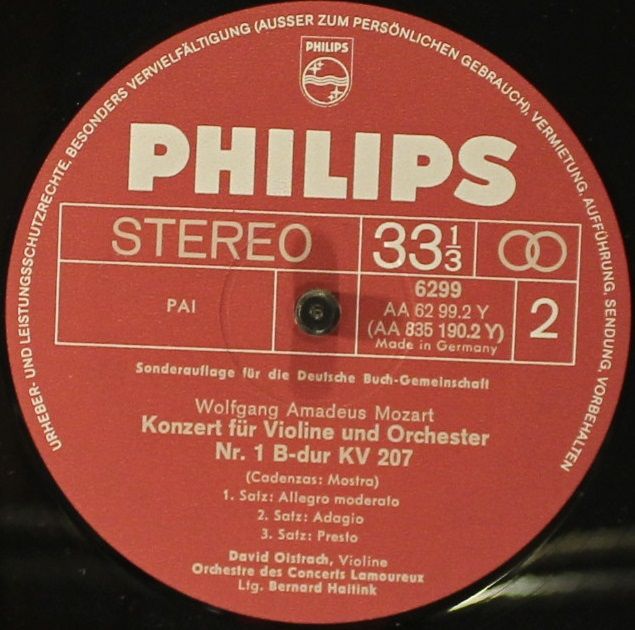 URHEBER- UND LEISTUNGSSCHUTZRECHTE, BESONDERS VERVIELFÄLTIGUNG (AUSSER ZUM PERSÖNLICHEN GEBRAUCH), VERMIETUNG, AUFFÜHRUNG, SENDUNG, VORBEHALTEN
PHILIPS
PHILIPS
STEREO
33 1/3
PAI
6299
AA 62 99.2 Y
(AA 835 190.2 Y)
Made in Germany
2
Sonderauflage für die Deutsche Buch-Gemeinschaft
Wolfgang Amadeus Mozart
Konzert für Violine und Orchester
Nr. 1 B-dur KV 207
(Cadenzas: Mostra)
1. Satz: Allegro moderato
2. Satz: Adagio
3. Satz: Presto
David Oistrach, Violine
Orchestre des Concerts Lamoureux
Ltg. Bernard Haitink